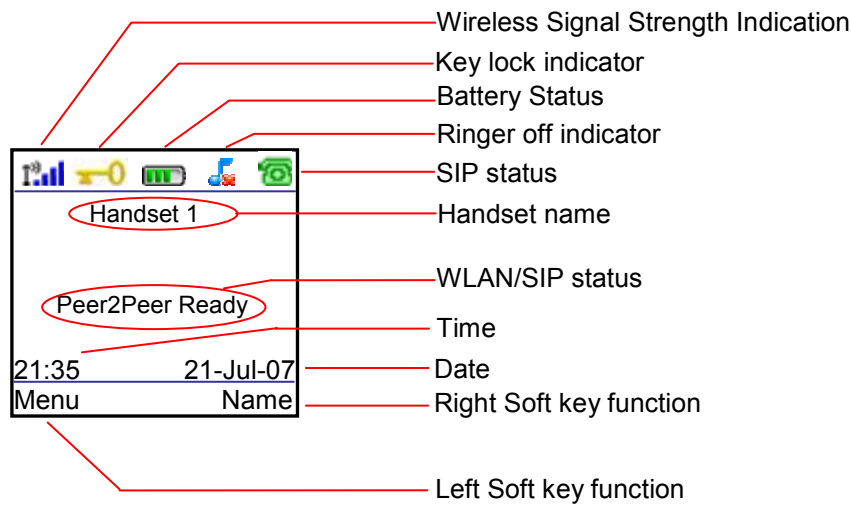 Wireless Signal Strength Indication
Key lock indicator
Battery Status
Ringer off indicator
SIP status
Handset 1
Handset name
WLAN/SIP status
Peer2Peer Ready
Time
21:35 21-Jul-07
Date
Menu Name
Right Soft key function
Left Soft key function